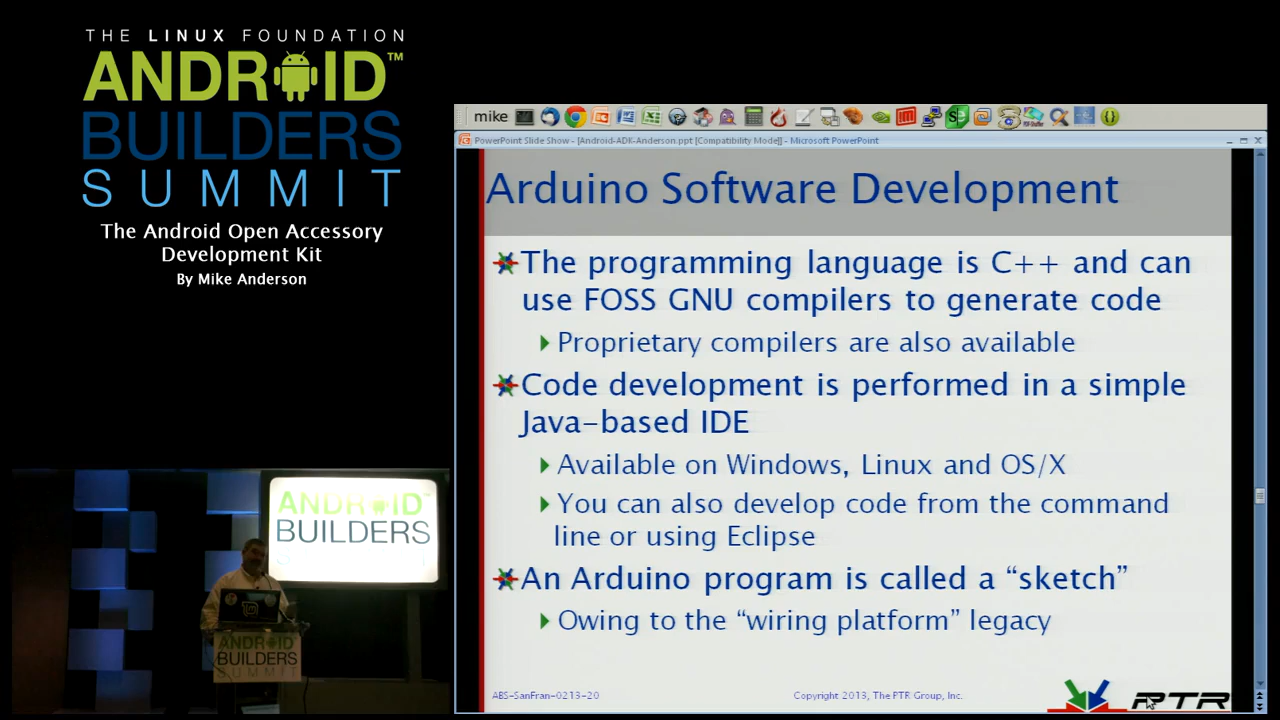 THE LINUX FOUNDATION
ANDROID™
BUILDERS
SUMMIT
The Android Open Accessory
Development Kit
By Mike Anderson
mike
PowerPoint Slide Show - [Android-ADK-Anderson.ppt [Compatibility Mode]] - Microsoft PowerPoint
Arduino Software Development
The programming language is C++ and can
use FOSS GNU compilers to generate code
Proprietary compilers are also available
Code development is performed in a simple
Java-based IDE
Available on Windows, Linux and OS/X
You can also develop code from the command
line or using Eclipse
An Arduino program is called a “sketch”
Owing to the “wiring platform” legacy
ABS-SanFran-0213-20
Copyright 2013, The PTR Group, Inc.
PTR
ANDROID
BUILDERS
ANDROID
BUILDERS
SUMMIT